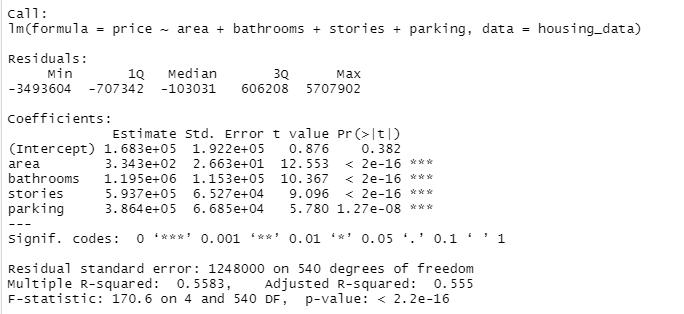 Call:
lm(formula = price ~ area + bathrooms + stories + parking, data = housing_data)
Residuals:
Min 1Q Median 3Q Max
-3493604 -707342 -103031 606208 5707902
Coefficients:
Estimate Std. Error t value Pr(>|t|)
(Intercept) 1.683e+05 1.922e+05 0.876 0.382
area 3.343e+02 2.663e+01 12.553 < 2e-16 ***
bathrooms 1.195e+06 1.153e+05 10.367 < 2e-16 ***
stories 5.937e+05 6.527e+04 9.096 < 2e-16 ***
parking 3.864e+05 6.685e+04 5.780 1.27e-08 ***
---
Signif. codes: 0 ‘***’ 0.001 ‘**’ 0.01 ‘*’ 0.05 ‘.’ 0.1 ‘ ’ 1
Residual standard error: 1248000 on 540 degrees of freedom
Multiple R-squared: 0.5583, Adjusted R-squared: 0.555
F-statistic: 170.6 on 4 and 540 DF, p-value: < 2.2e-16